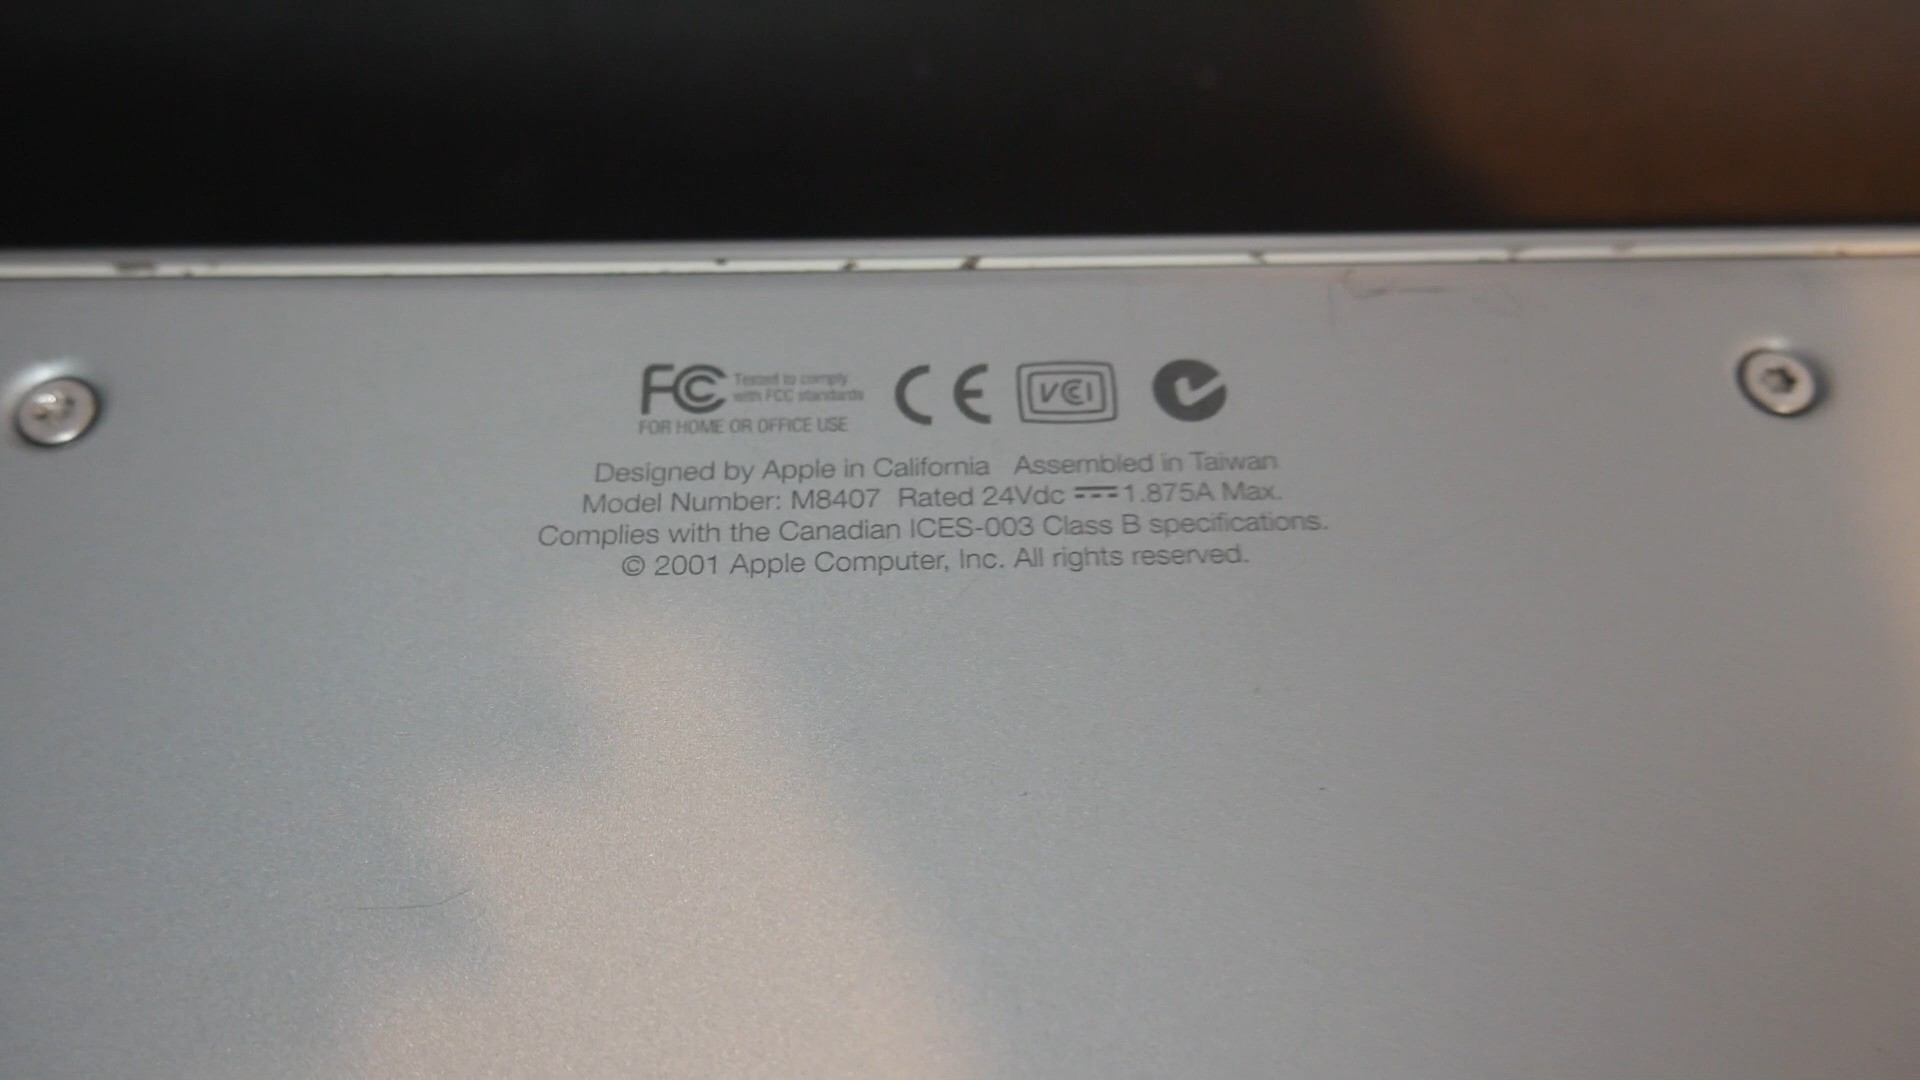 FC Tested to comply
with FCC standards
FOR HOME OR OFFICE USE
CE
VCI
Designed by Apple in California Assembled in Taiwan
Model Number: M8407 Rated 24Vdc ⎓ 1.875A Max.
Complies with the Canadian ICES-003 Class B specifications.
© 2001 Apple Computer, Inc. All rights reserved.